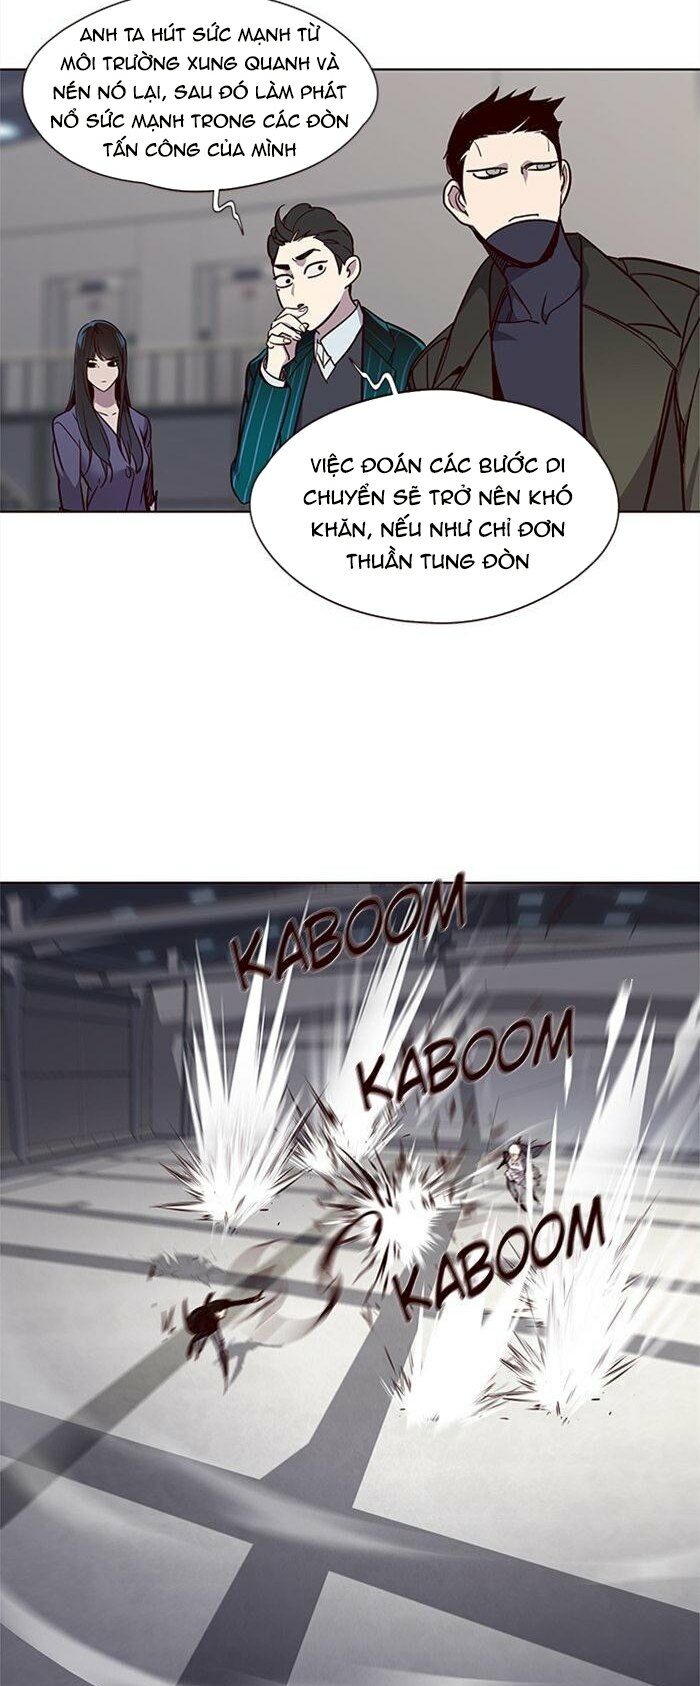 ANH TA HÚT SỨC MẠNH TỪ
MÔI TRƯỜNG XUNG QUANH VÀ
NÉN NÓ LẠI, SAU ĐÓ LÀM PHÁT
NỔ SỨC MẠNH TRONG CÁC ĐÒN
TẤN CÔNG CỦA MÌNH
VIỆC ĐOÁN CÁC BƯỚC DI
CHUYỂN SẼ TRỞ NÊN KHÓ
KHĂN, NẾU NHƯ CHỈ ĐƠN
THUẦN TUNG ĐÒN
KABOOM
KABOOM
KABOOM